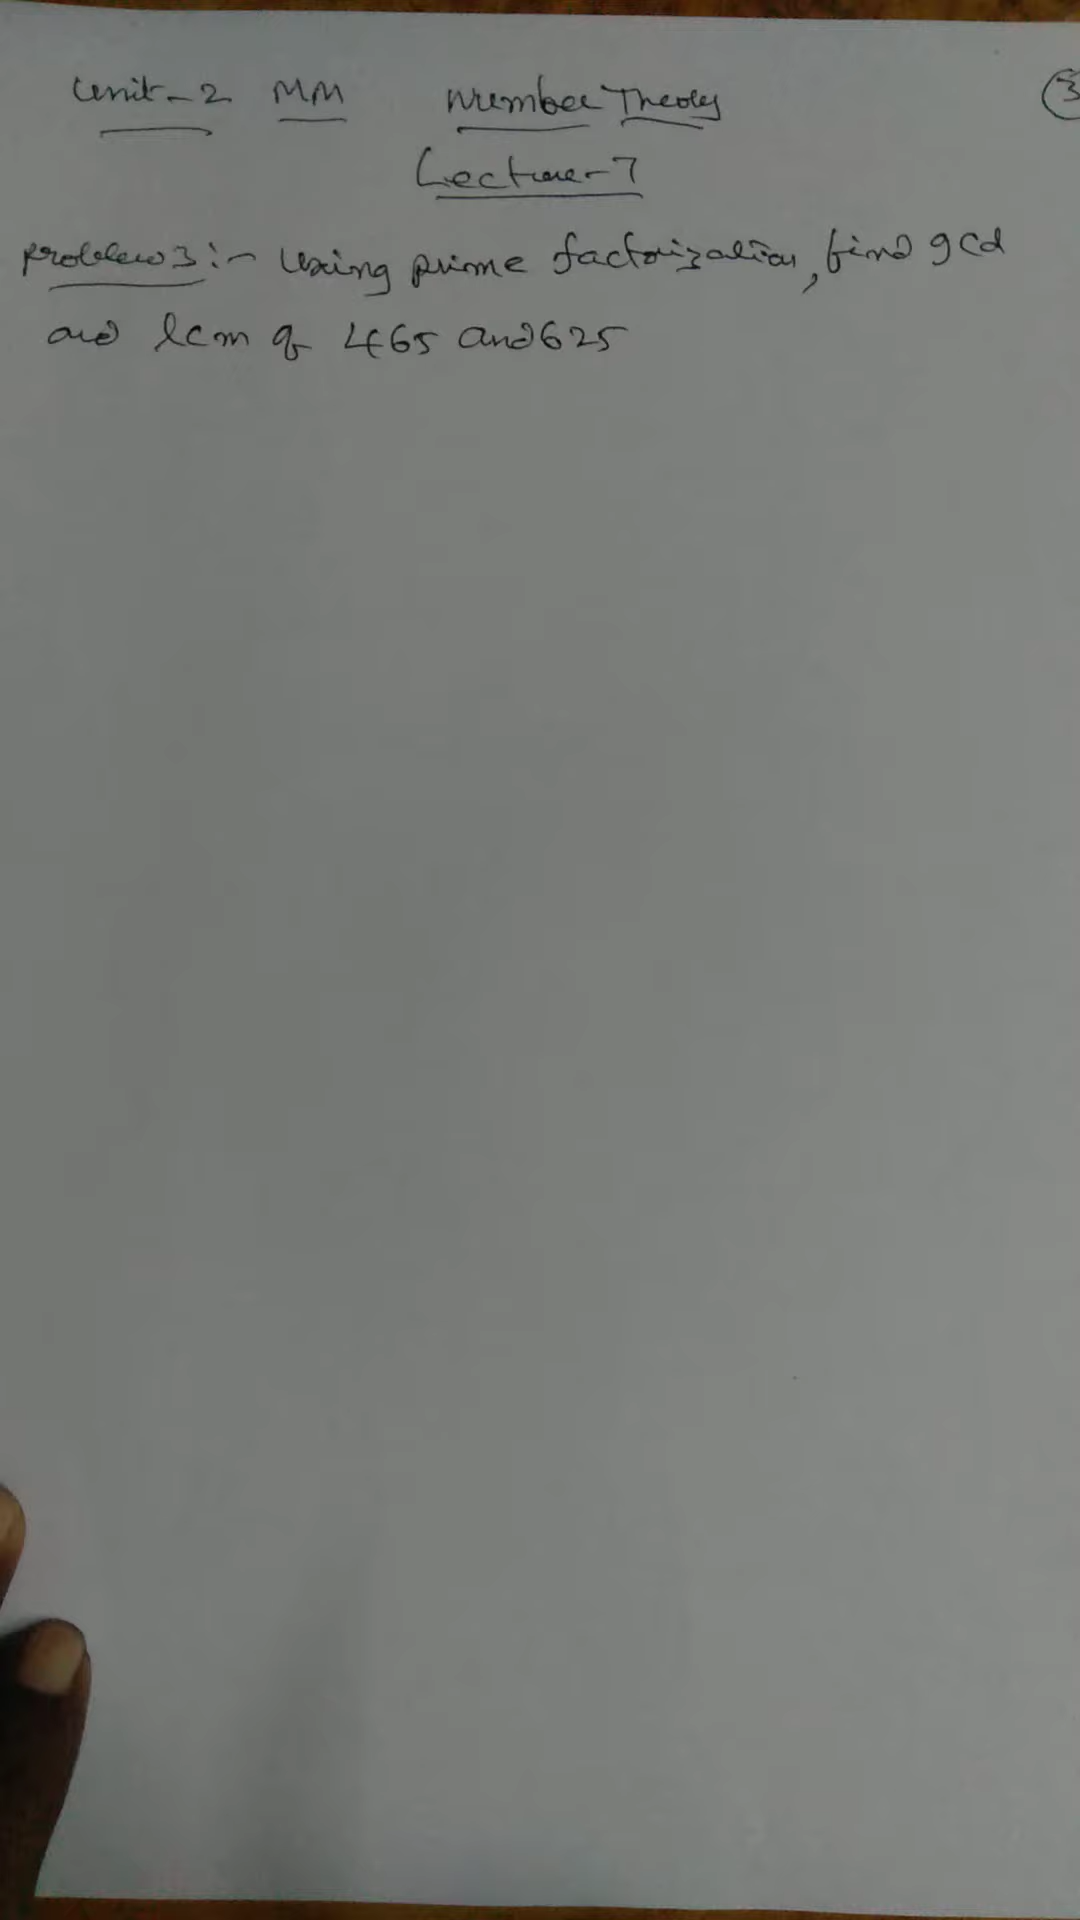 Unit-2 MM Number Theory 3
Lecture-7
Problem 3:- Using prime factorization, find gcd
and lcm of 465 and 625